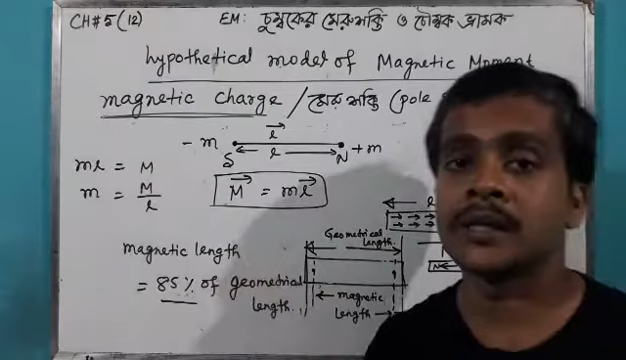 CH#5(12) EM: চুম্বকের মেরুশক্তি ও চৌম্বক ভ্রামক
hypothetical model of Magnetic Moment
magnetic charge / মেরুশক্তি (pole
- m l + m
S l N
ml = M
m = M/l
M = ml
l
Geometrical
length.
magnetic length
= 85% of geometrical
length.
magnetic
length